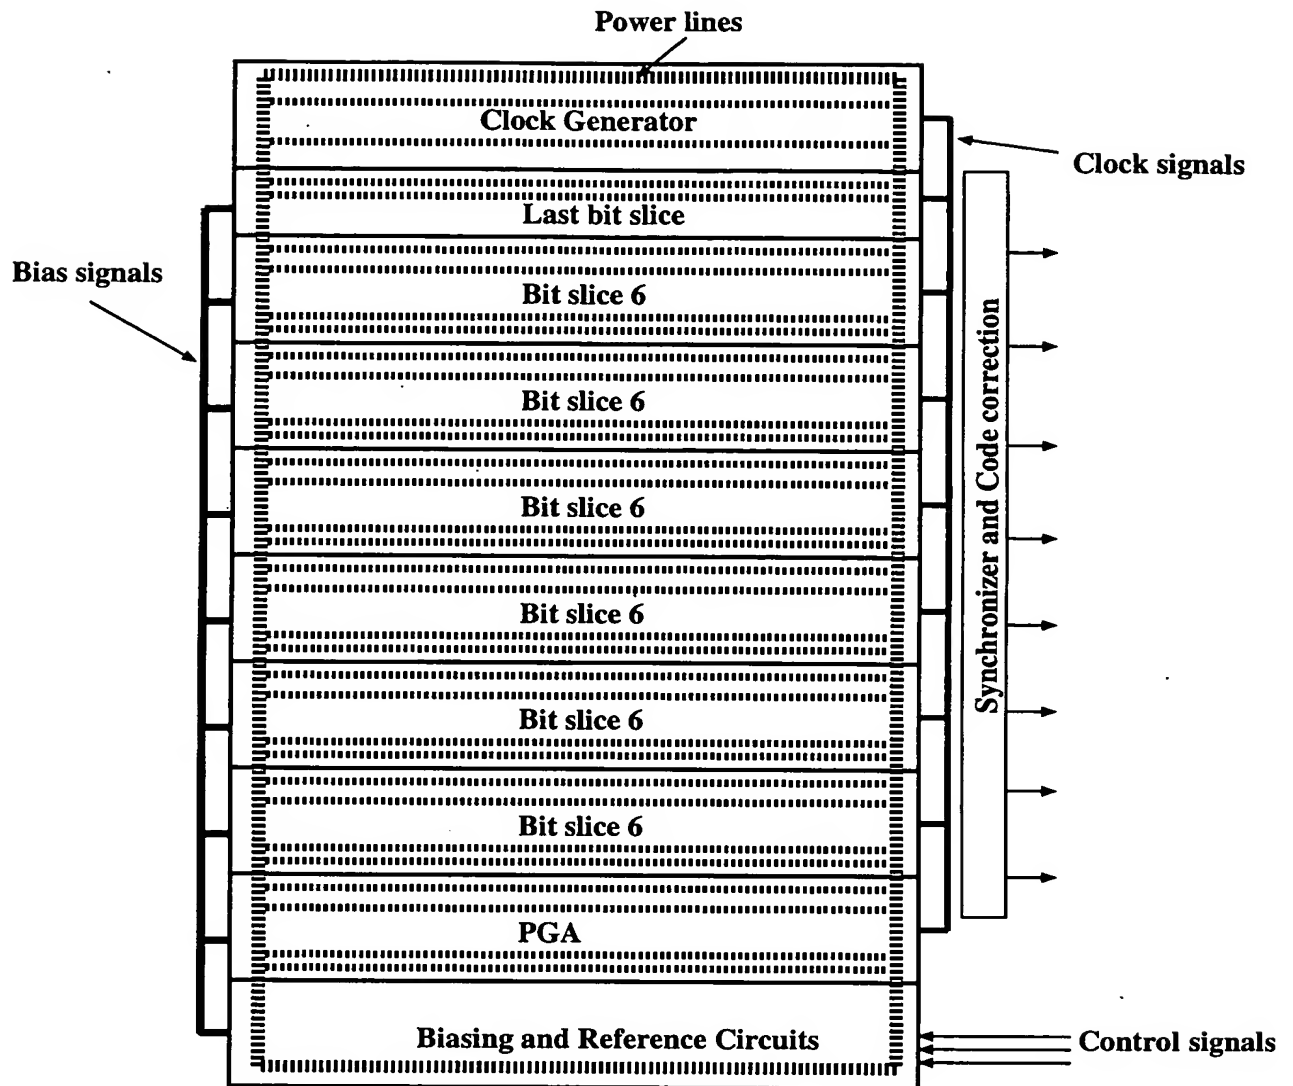 Power lines
Clock Generator
Clock signals
Last bit slice
Bias signals
Bit slice 6
Bit slice 6
Bit slice 6
Bit slice 6
Bit slice 6
Bit slice 6
Synchronizer and Code correction
PGA
Biasing and Reference Circuits
Control signals